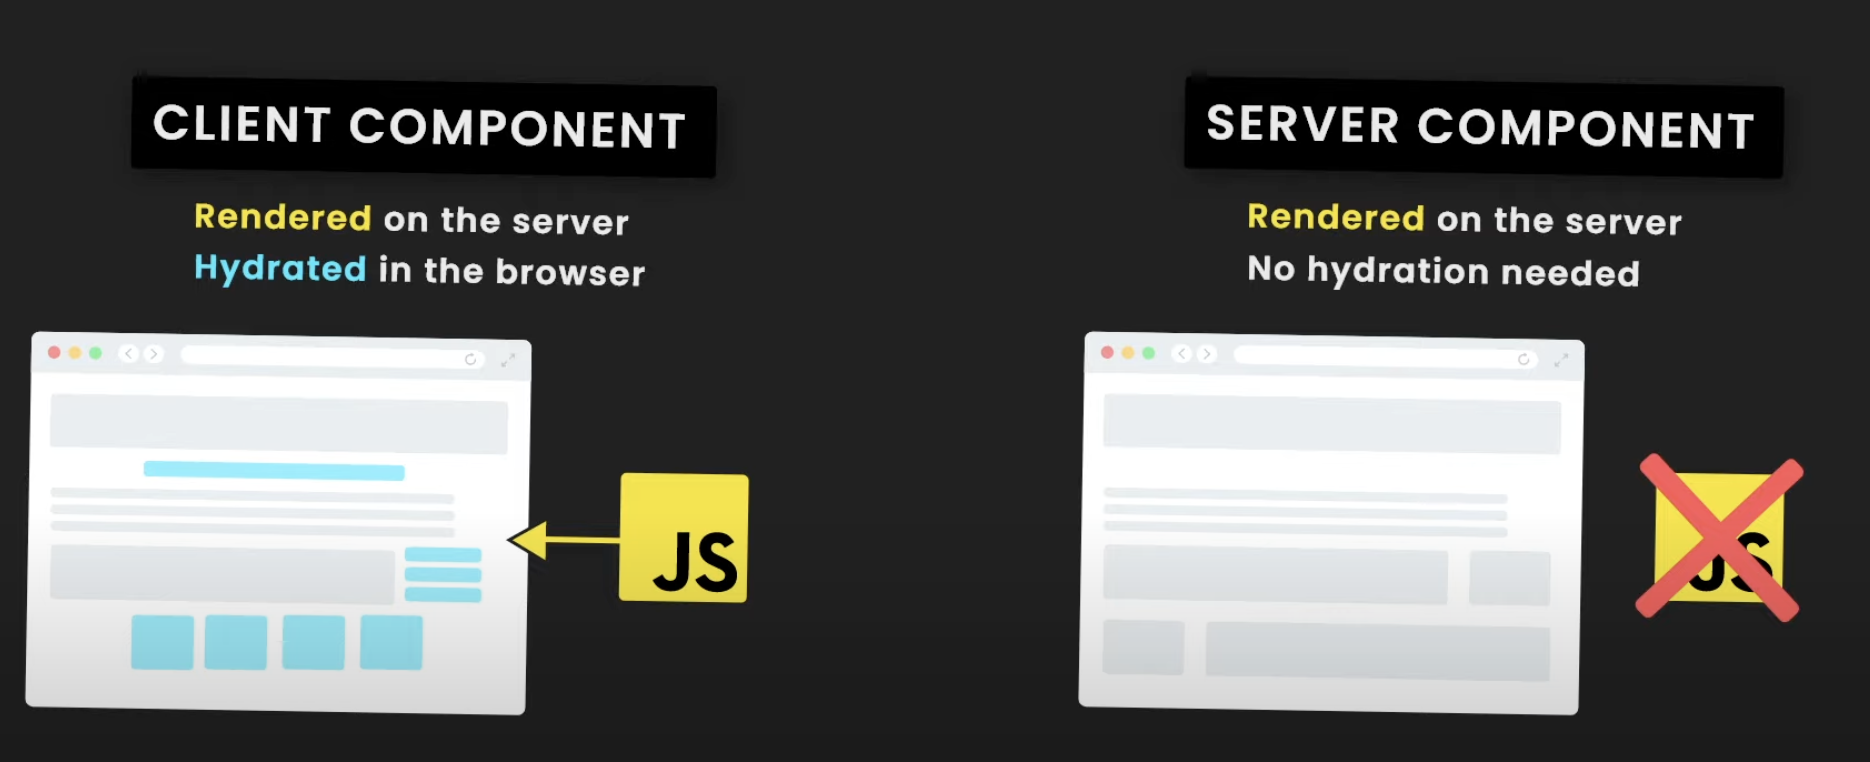 CLIENT COMPONENT
Rendered on the server
Hydrated in the browser
JS
SERVER COMPONENT
Rendered on the server
No hydration needed
JS